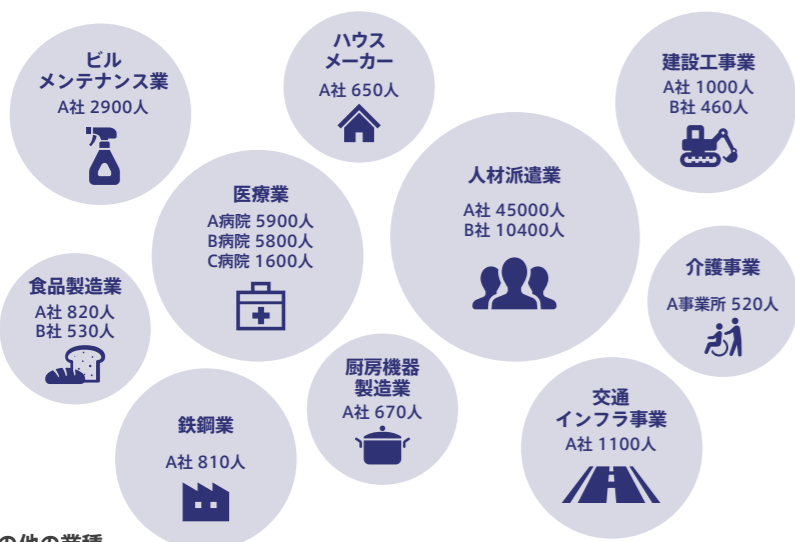 ビル
メンテナンス業
A社 2900人
ハウス
メーカー
A社 650人
建設工事業
A社 1000人
B社 460人
医療業
A病院 5900人
B病院 5800人
C病院 1600人
人材派遣業
A社 45000人
B社 10400人
食品製造業
A社 820人
B社 530人
介護事業
A事業所 520人
厨房機器
製造業
A社 670人
鉄鋼業
A社 810人
交通
インフラ事業
A社 1100人
の他の業種